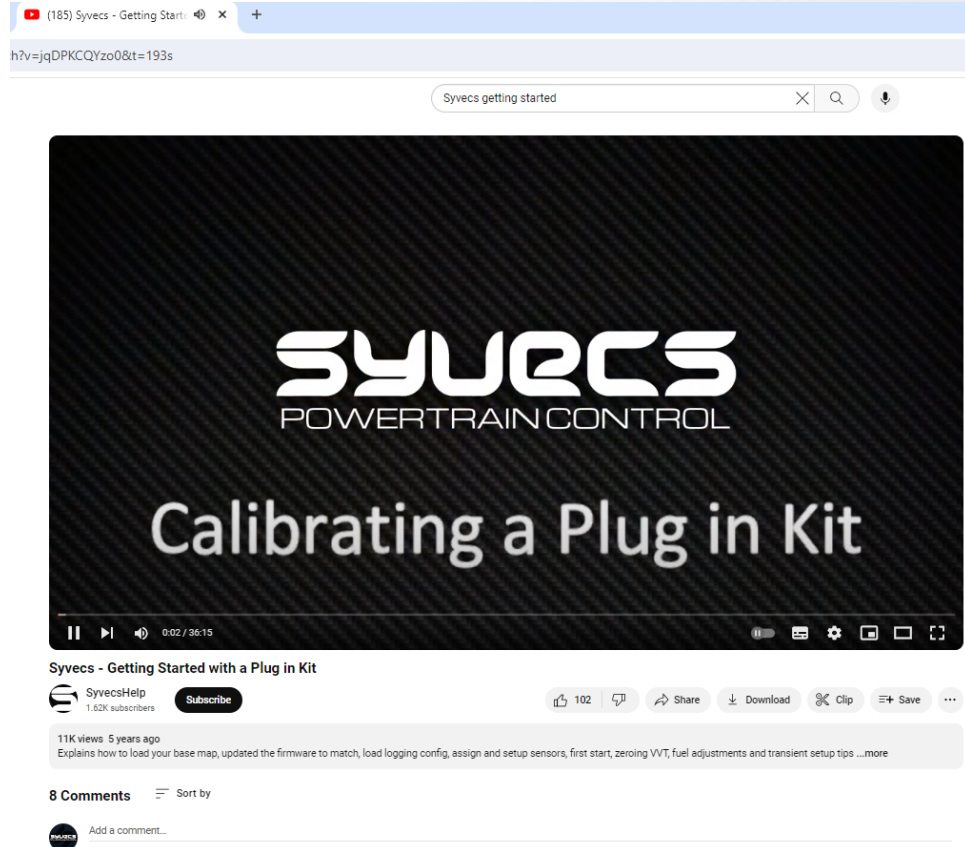 (185) Syvecs - Getting Start
h?v=jqDPKCQYzo0&t=193s
Syvecs getting started
SYVECS
POWERTRAIN CONTROL
Calibrating a Plug in Kit
0:02 / 36:15
Syvecs - Getting Started with a Plug in Kit
SyvecsHelp
1.62K subscribers
Subscribe
102
Share
Download
Clip
Save
11K views 5 years ago
Explains how to load your base map, updated the firmware to match, load logging config, assign and setup sensors, first start, zeroing VVT, fuel adjustments and transient setup tips ...more
8 Comments
Sort by
SYVECS
Add a comment...